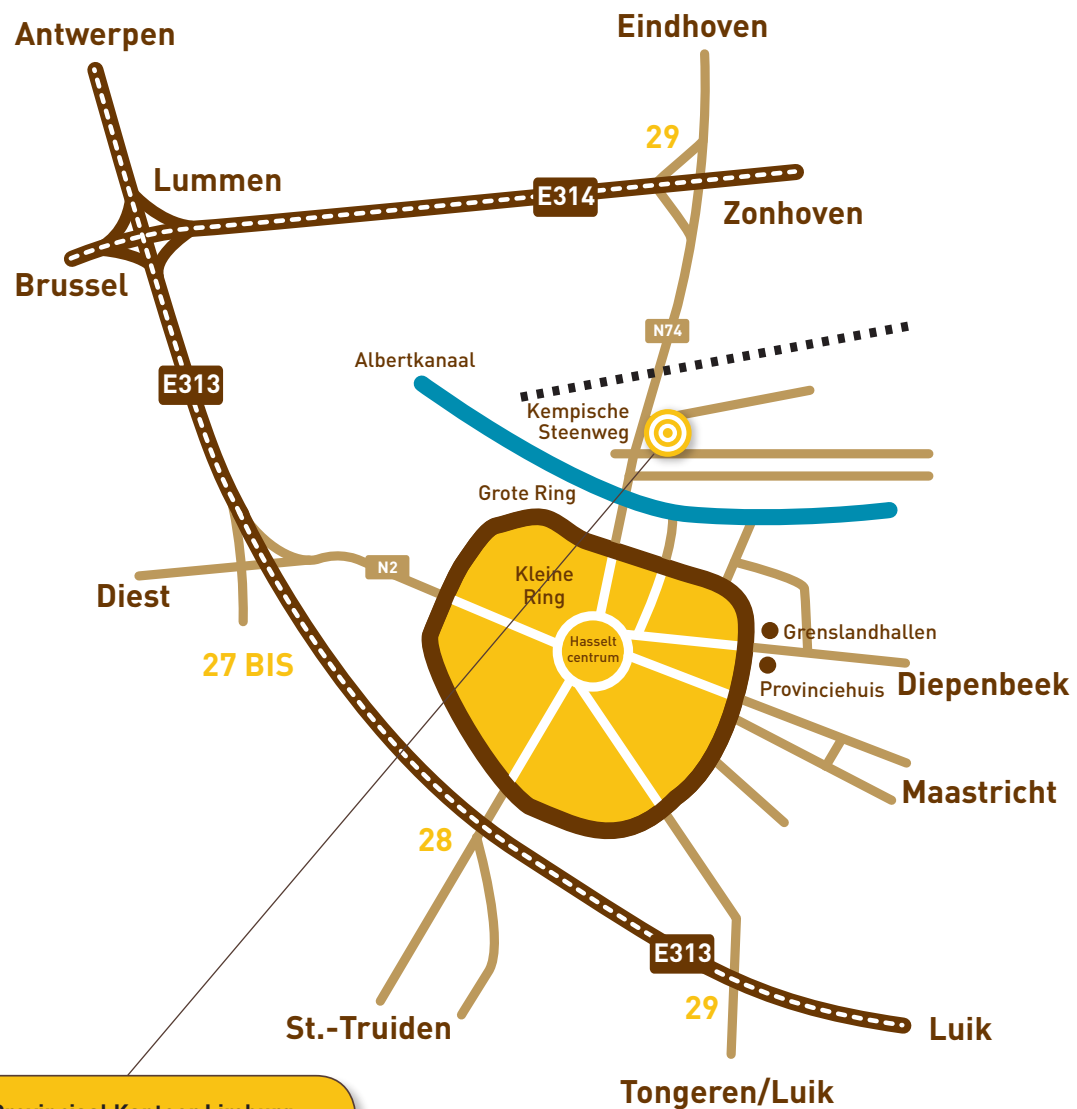 Antwerpen
Eindhoven
29
Lummen
E314
Zonhoven
Brussel
N74
Albertkanaal
E313
Kempische
Steenweg
Grote Ring
N2
Kleine
Ring
Diest
Hasselt
centrum
Grenslandhallen
27 BIS
Provinciehuis
Diepenbeek
Maastricht
28
E313
29
St.-Truiden
Luik
Tongeren/Luik